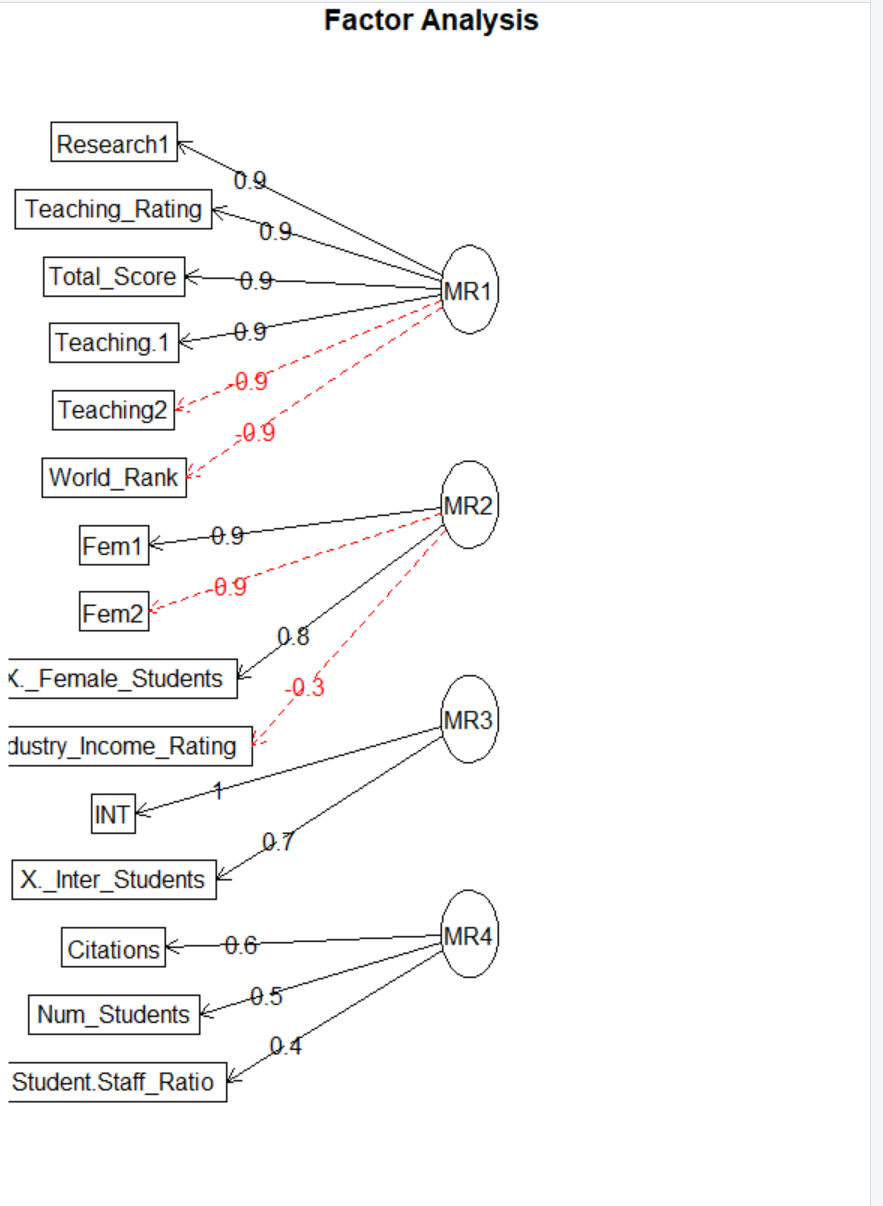 Factor Analysis
Research1
0.9
Teaching_Rating
0.9
Total_Score
0.9
MR1
Teaching.1
0.9
Teaching2
-0.9
World_Rank
-0.9
MR2
Fem1
0.9
Fem2
-0.9
X._Female_Students
0.8
dustry_Income_Rating
-0.3
MR3
INT
1
X._Inter_Students
0.7
Citations
0.6
MR4
Num_Students
0.5
Student.Staff_Ratio
0.4